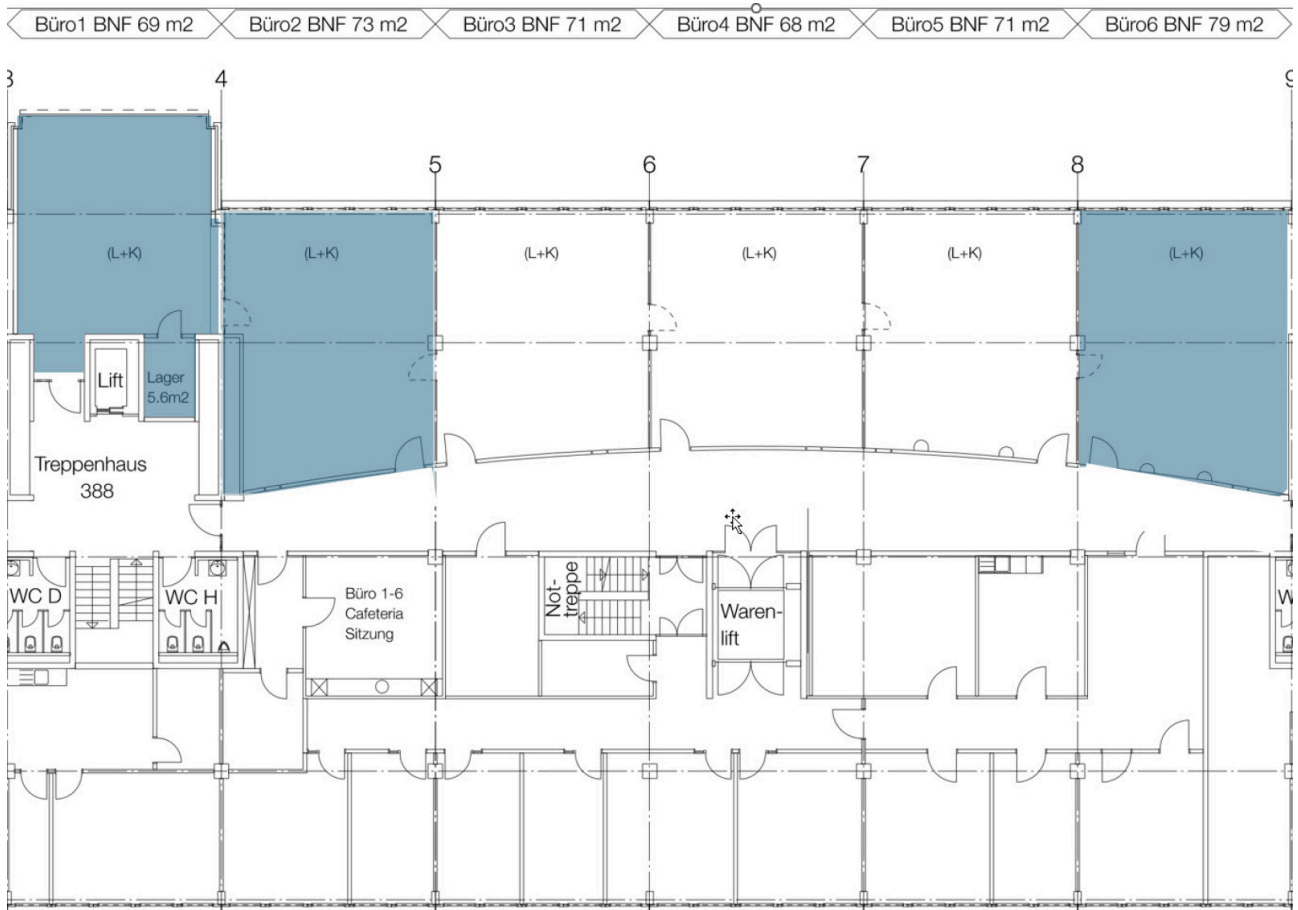 Büro1 BNF 69 m2
Büro2 BNF 73 m2
Büro3 BNF 71 m2
Büro4 BNF 68 m2
Büro5 BNF 71 m2
Büro6 BNF 79 m2
3
4
9
5
6
7
8
(L+K)
(L+K)
(L+K)
(L+K)
(L+K)
(L+K)
Lift
Lager
5.6m2
Treppenhaus
388
WC D
WC H
Büro 1-6
Cafeteria
Sitzung
Not-
treppe
Waren-
lift
W